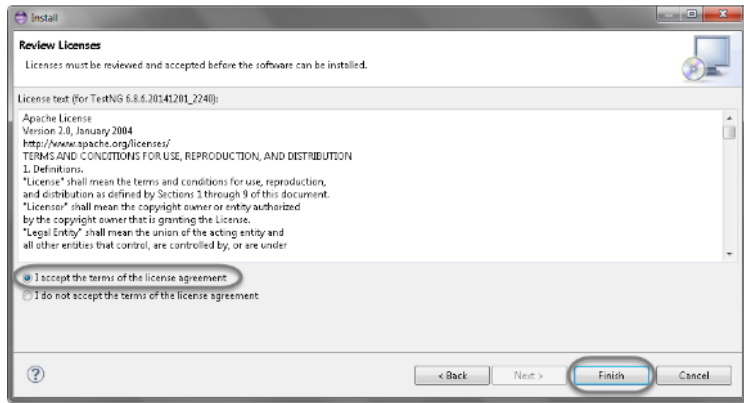 Install
Review Licenses
Licenses must be reviewed and accepted before the software can be installed.
License text (for TestNG 6.8.6.20141201_2240):
Apache License
Version 2.0, January 2004
http://www.apache.org/licenses/
TERMS AND CONDITIONS FOR USE, REPRODUCTION, AND DISTRIBUTION
1. Definitions.
"License" shall mean the terms and conditions for use, reproduction,
and distribution as defined by Sections 1 through 9 of this document.
"Licensor" shall mean the copyright owner or entity authorized
by the copyright owner that is granting the License.
"Legal Entity" shall mean the union of the acting entity and
all other entities that control, are controlled by, or are under
I accept the terms of the license agreement
I do not accept the terms of the license agreement
< Back Next > Finish Cancel